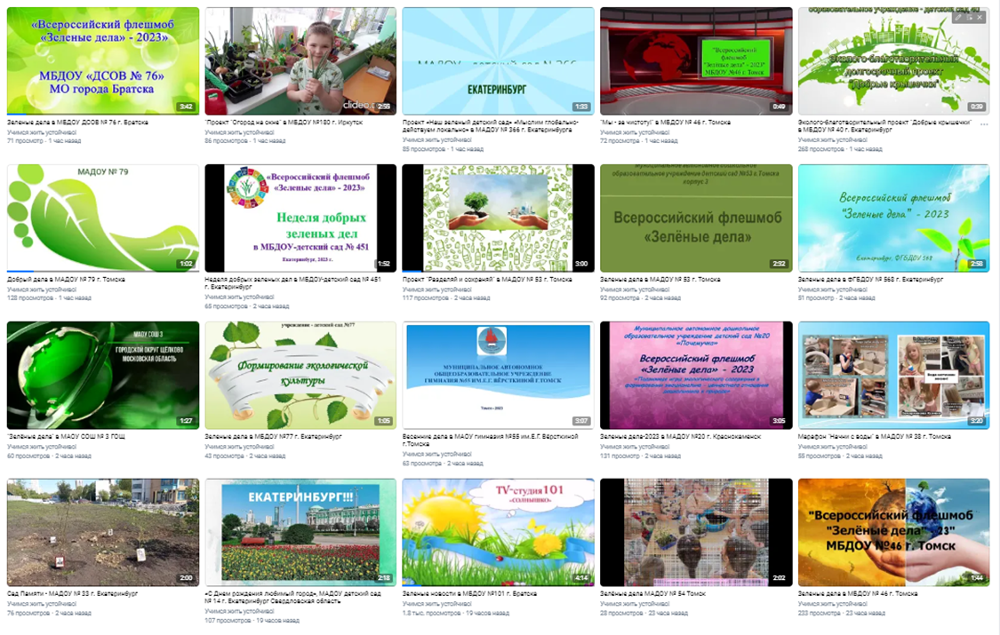 «Всероссийский флешмоб
«Зеленые дела» - 2023»
МБДОУ «ДСОВ № 76»
МО города Братска
3:42
Зеленые дела в МБДОУ ДСОВ № 76 г. Братска
Учимся жить устойчиво!
71 просмотр · 1 час назад
clideo.c
2:55
"Проект "Огород на окне" в МБДОУ №180 г. Иркутск
Учимся жить устойчиво!
86 просмотров · 1 час назад
ЕКАТЕРИНБУРГ
1:33
Проект «Наш зеленый детский сад» «Мыслим глобально-
действуем локально» в МАДОУ № 366 г. Екатеринбурга
Учимся жить устойчиво!
85 просмотров · 1 час назад
"Всероссийский
флешмоб
"Зеленые дела" - 2023"
МБДОУ №46 г. Томск
0:49
"Мы - за чистоту!" в МБДОУ № 46 г. Томска
Учимся жить устойчиво!
72 просмотра · 1 час назад
образовательное учреждение - детский сад 40
Эколого-благотворительный
долгосрочный проект
"Добрые крышечки"
0:39
Эколого-благотворительный проект "Добрые крышечки"
в МБДОУ № 40 г. Екатеринбург
Учимся жить устойчиво!
268 просмотров · 1 час назад
МАДОУ № 79
1:02
Добрый дела в МАДОУ № 79 г. Томска
Учимся жить устойчиво!
128 просмотров · 1 час назад
«Всероссийский флешмоб
«Зеленые дела» - 2023»
Неделя добрых
зеленых дел
в МБДОУ-детский сад № 451
Екатеринбург, 2023 г.
1:52
Неделя добрых зеленых дел в МБДОУ-детский сад № 451
г. Екатеринбург
Учимся жить устойчиво!
65 просмотров · 2 часа назад
3:00
Проект "Разделяй и сохраняй" в МАДОУ № 53 г. Томска
Учимся жить устойчиво!
117 просмотров · 2 часа назад
Муниципальное автономное дошкольное
образовательное учреждение детский сад №53 г.Томска
корпус 3
Всероссийский флешмоб
«Зелёные дела»
2:32
Зеленые дела в МАДОУ № 53 г. Томска
Учимся жить устойчиво!
92 просмотра · 2 часа назад
Всероссийский флешмоб
"Зеленые дела" - 2023
Екатеринбург, ФГБДОУ 568
2:58
Зеленые дела в ФГБДОУ № 568 г. Екатеринбург
Учимся жить устойчиво!
51 просмотр · 2 часа назад
МАОУ СОШ 3
ГОРОДСКОЙ ОКРУГ ЩЁЛКОВО
МОСКОВСКАЯ ОБЛАСТЬ
1:27
"Зелёные дела" в МАОУ СОШ № 3 ГОЩ
Учимся жить устойчиво!
60 просмотров · 2 часа назад
учреждение - детский сад №77
Формирование экологической
культуры
1:05
Зеленые дела в МБДОУ №77 г. Екатеринбург
Учимся жить устойчиво!
43 просмотра · 2 часа назад
МУНИЦИПАЛЬНОЕ АВТОНОМНОЕ
ОБЩЕОБРАЗОВАТЕЛЬНОЕ УЧРЕЖДЕНИЕ
ГИМНАЗИЯ №55 ИМ.Е.Г. ВЁРСТКИНОЙ Г.ТОМСК
Томск - 2023
3:07
Весенние дела в МАОУ гимназия №55 им.Е.Г. Вёрсткиной
г.Томска
Учимся жить устойчиво!
63 просмотра · 2 часа назад
Муниципальное автономное дошкольное
образовательное учреждение детский сад №20
«Почемучка»
Всероссийский флешмоб
«Зелёные дела» - 2023
3:05
Зеленые дела-2023 в МАДОУ №20 г. Краснокаменск
Учимся жить устойчиво!
131 просмотр · 2 часа назад
3:20
Марафон "Начни с воды" в МАДОУ № 38 г. Томска
Учимся жить устойчиво!
55 просмотров · 2 часа назад
2:00
Сад Памяти - МАДОУ № 33 г. Екатеринбург
Учимся жить устойчиво!
76 просмотров · 2 часа назад
ЕКАТЕРИНБУРГ!!!
2:18
«С Днем рождения любимый город», МАДОУ детский сад
№ 14 г. Екатеринбург Свердловская область
Учимся жить устойчиво!
107 просмотров · 19 часов назад
TV-студия101
«СОЛНЫШКО»
4:14
Зеленые новости в МБДОУ №101 г. Братска
Учимся жить устойчиво!
1.8 тыс. просмотров · 19 часов назад
2:02
Зелёные дела МАДОУ № 54 Томск
Учимся жить устойчиво!
28 просмотров · 23 часа назад
"Всероссийский флешмоб
"Зелёные дела" - 23"
МБДОУ №46 г. Томск
1:44
Зеленые дела в МБДОУ № 46 г. Томска
Учимся жить устойчиво!
233 просмотра · 23 часа назад